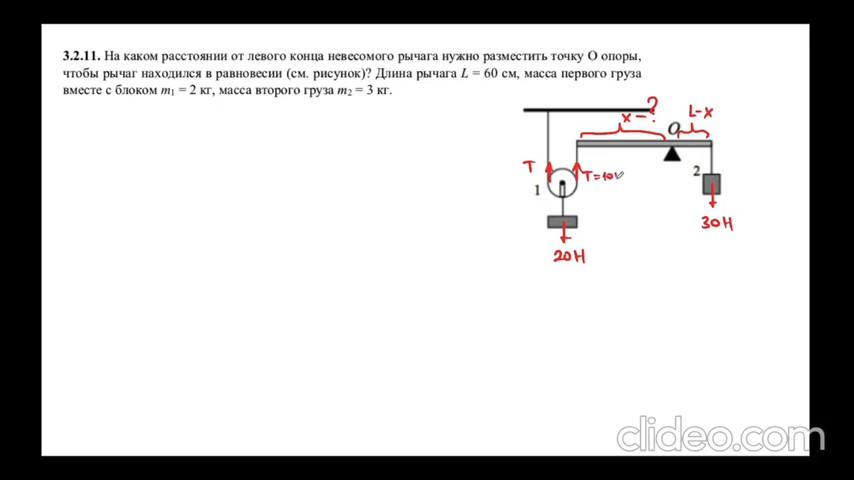 3.2.11. На каком расстоянии от левого конца невесомого рычага нужно разместить точку О опоры,
чтобы рычаг находился в равновесии (см. рисунок)? Длина рычага L = 60 см, масса первого груза
вместе с блоком m₁ = 2 кг, масса второго груза m₂ = 3 кг.
x - ?
L-x
O
T
T=10
1
2
20Н
30Н
clideo.com